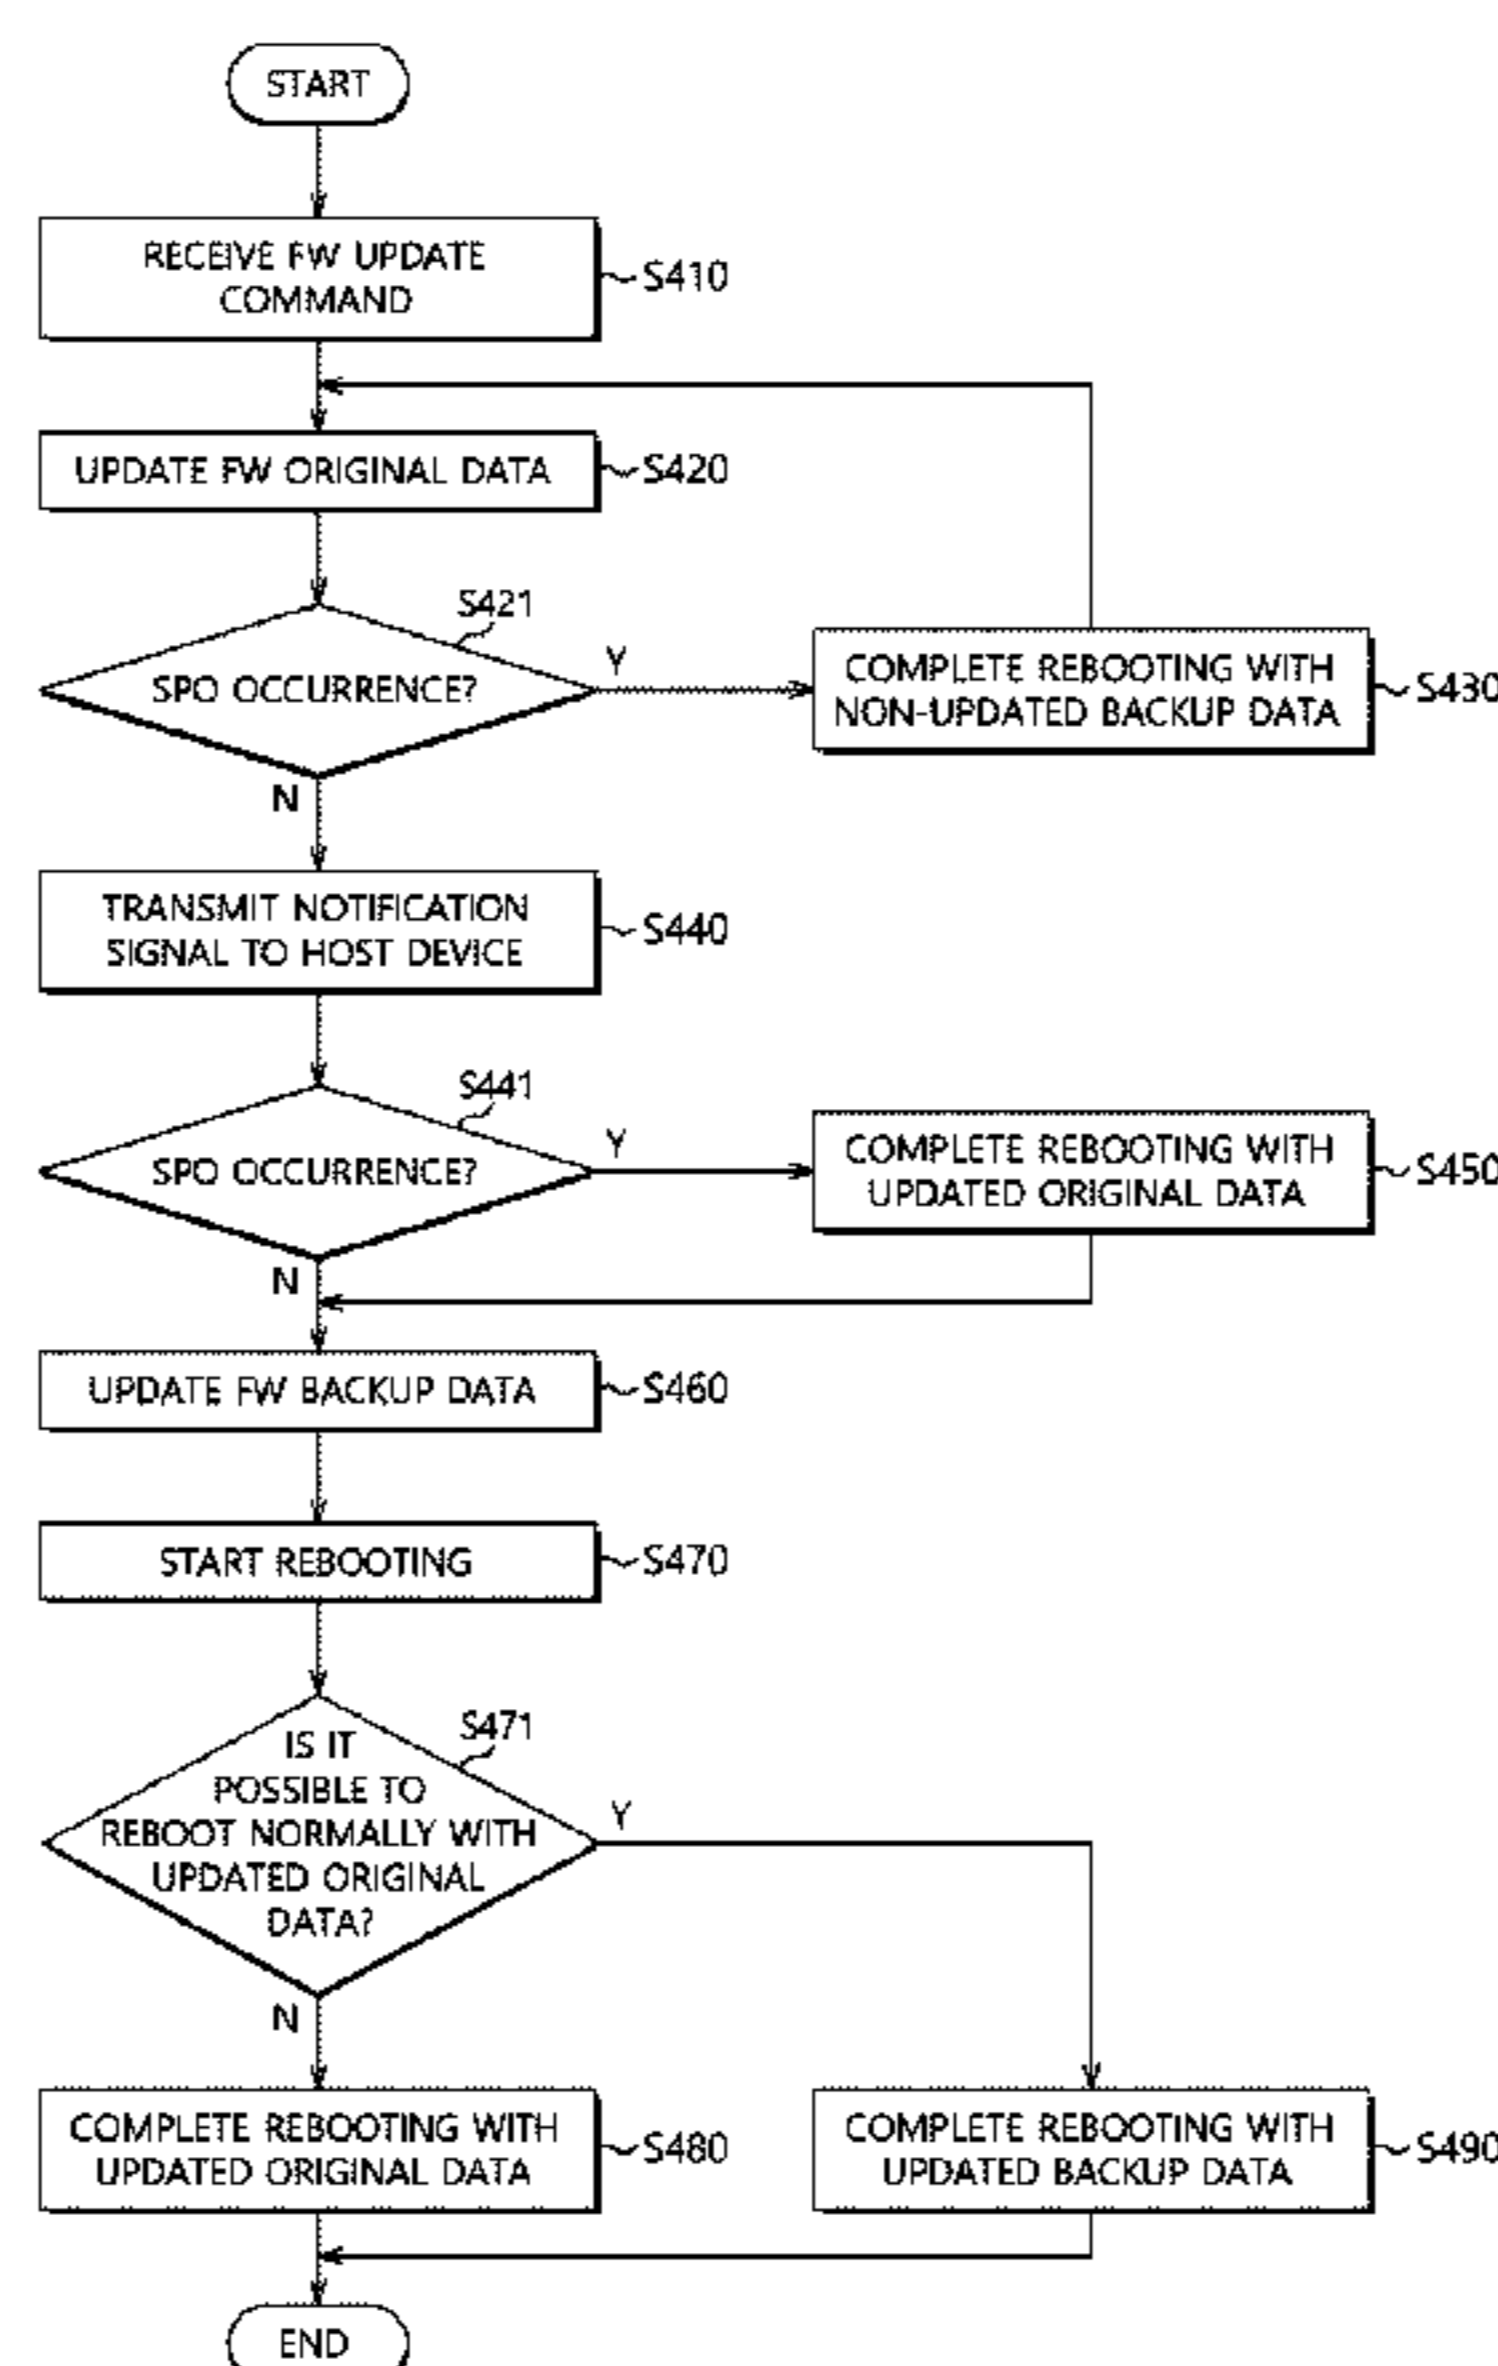 START
RECEIVE FW UPDATE
COMMAND
S410
UPDATE FW ORIGINAL DATA
S420
S421
SPO OCCURRENCE?
Y
N
COMPLETE REBOOTING WITH
NON-UPDATED BACKUP DATA
S430
TRANSMIT NOTIFICATION
SIGNAL TO HOST DEVICE
S440
S441
SPO OCCURRENCE?
Y
N
COMPLETE REBOOTING WITH
UPDATED ORIGINAL DATA
S450
UPDATE FW BACKUP DATA
S460
START REBOOTING
S470
S471
IS IT
POSSIBLE TO
REBOOT NORMALLY WITH
UPDATED ORIGINAL
DATA?
Y
N
COMPLETE REBOOTING WITH
UPDATED ORIGINAL DATA
S480
COMPLETE REBOOTING WITH
UPDATED BACKUP DATA
S490
END